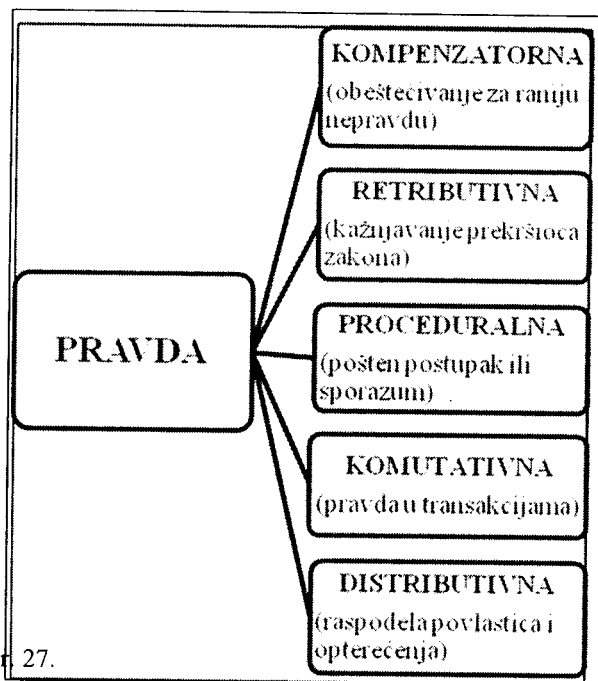 KOMPENZATORNA
(obeštećivanje za raniju
nepravdu)
RETRIBUTIVNA
(kažnjavanje prekršioca
zakona)
PRAVDA
PROCEDURALNA
(pošten postupak ili
sporazum)
KOMUTATIVNA
(pravda u transakcijama)
DISTRIBUTIVNA
(raspodela povlastica i
opterećenja)
27.